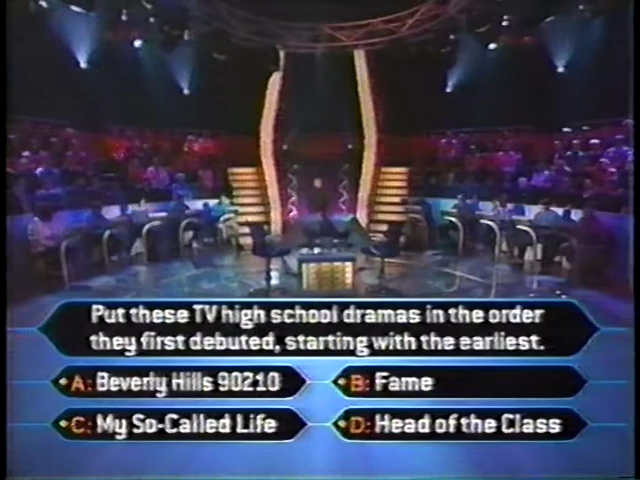 Put these TV high school dramas in the order
they first debuted, starting with the earliest.
A: Beverly Hills 90210
B: Fame
C: My So-Called Life
D: Head of the Class